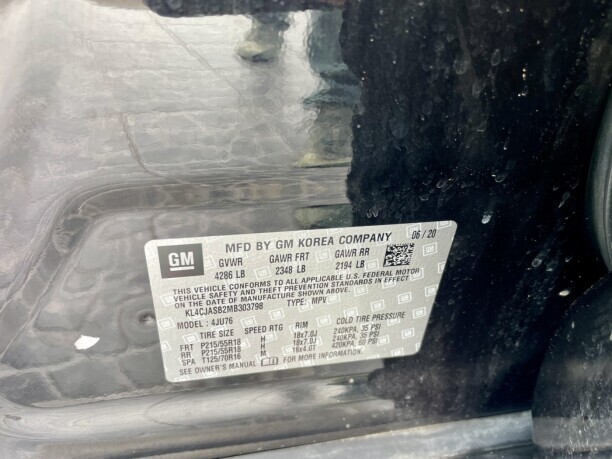 GM MFD BY GM KOREA COMPANY 06/20
GVWR GAWR FRT GAWR RR
4286 LB 2348 LB 2194 LB
THIS VEHICLE CONFORMS TO ALL APPLICABLE U.S. FEDERAL MOTOR
VEHICLE SAFETY AND THEFT PREVENTION STANDARDS IN EFFECT
ON THE DATE OF MANUFACTURE SHOWN ABOVE.
KL4CJASB2MB303798 TYPE: MPV
MODEL: 4JU76
TIRE SIZE SPEED RTG RIM COLD TIRE PRESSURE
FRT P215/55R18 H 18x7.0J 240KPA, 35 PSI
RR P215/55R18 H 18x7.0J 240KPA, 35 PSI
SPA T125/70R16 M 16x4.0T 420KPA, 60 PSI
SEE OWNER'S MANUAL FOR MORE INFORMATION.